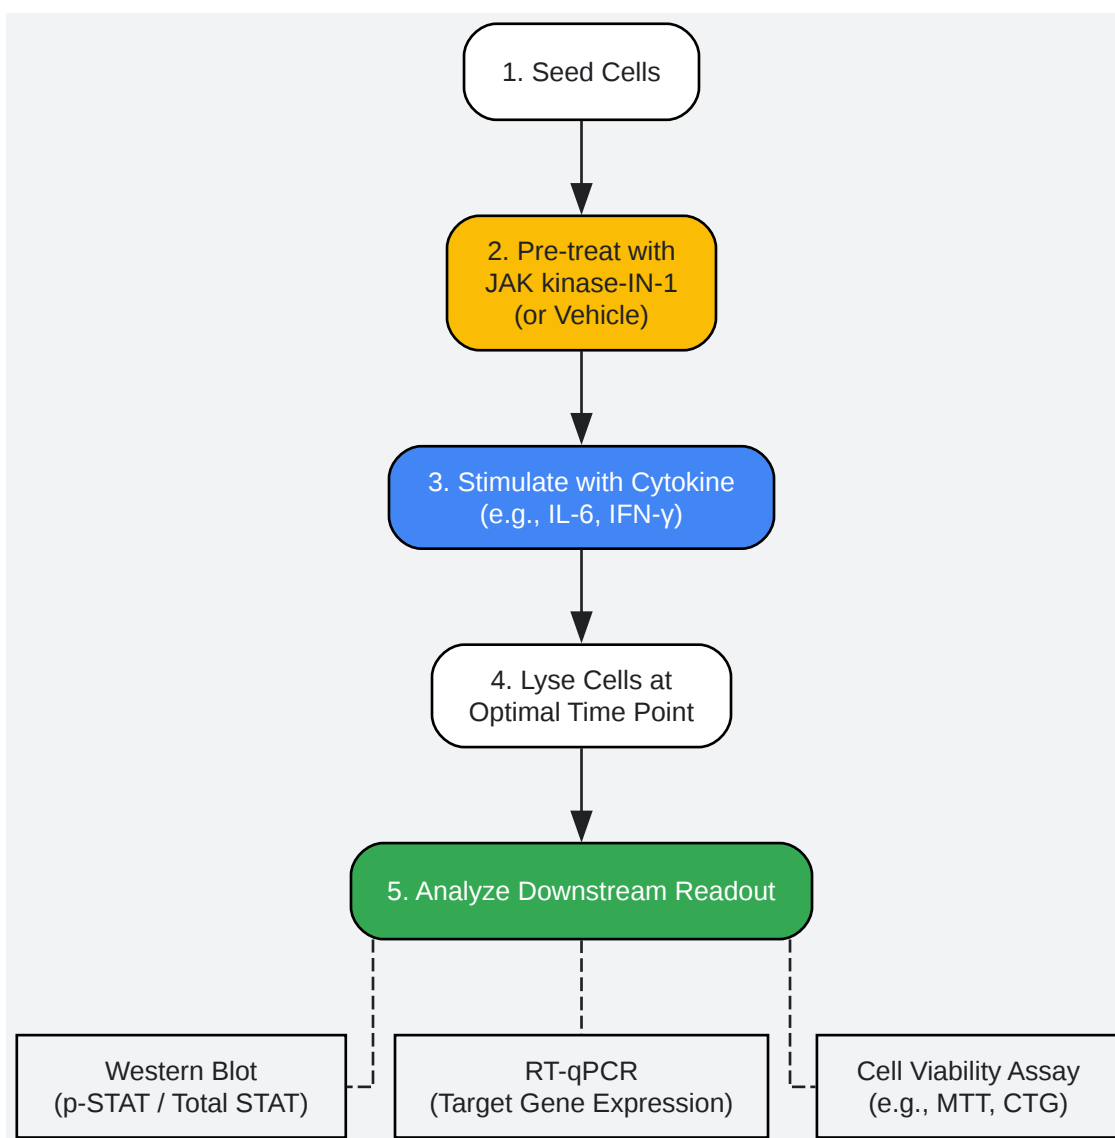 1. Seed Cells
2. Pre-treat with
JAK kinase-IN-1
(or Vehicle)
3. Stimulate with Cytokine
(e.g., IL-6, IFN-γ)
4. Lyse Cells at
Optimal Time Point
5. Analyze Downstream Readout
Western Blot
(p-STAT / Total STAT)
RT-qPCR
(Target Gene Expression)
Cell Viability Assay
(e.g., MTT, CTG)